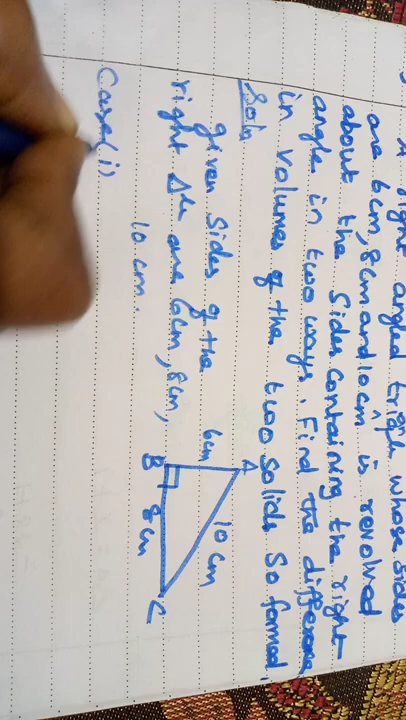 A right angled triangle whose sides
are 6cm, 8cm and 10cm is revolved
about the sides containing the right
angle in two ways. Find the difference
in volumes of the two solids so formed.
Soln
given sides of the
right Δle are 6cm, 8cm,
10 cm.
A
6cm
10 cm
B
8cm
C
Case(i)